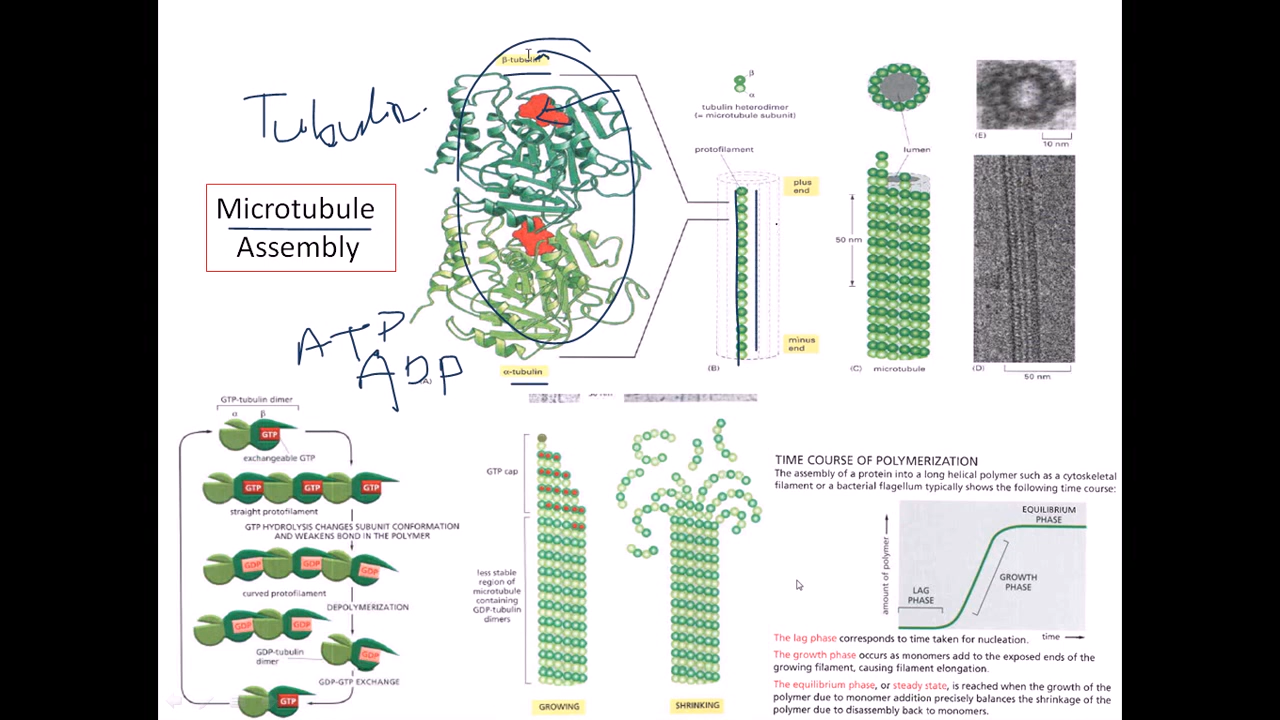 β-tubulin
Tubulin.
Microtubule
Assembly
ATP
ADP
(A)
α-tubulin
β
α
tubulin heterodimer
(= microtubule subunit)
protofilament
plus
end
minus
end
(B)
lumen
50 nm
(C) microtubule
(E)
10 nm
(D)
50 nm
GTP-tubulin dimer
α β
GTP
exchangeable GTP
GTP GTP GTP
straight protofilament
GTP HYDROLYSIS CHANGES SUBUNIT CONFORMATION
AND WEAKENS BOND IN THE POLYMER
GDP GDP GDP
curved protofilament
DEPOLYMERIZATION
GDP GDP
GDP-tubulin
dimer
GDP
GDP-GTP EXCHANGE
GTP
GTP cap
less stable
region of
microtubule
containing
GDP-tubulin
dimers
GROWING
SHRINKING
TIME COURSE OF POLYMERIZATION
The assembly of a protein into a long helical polymer such as a cytoskeletal
filament or a bacterial flagellum typically shows the following time course:
amount of polymer
LAG
PHASE
GROWTH
PHASE
EQUILIBRIUM
PHASE
time
The lag phase corresponds to time taken for nucleation.
The growth phase occurs as monomers add to the exposed ends of the
growing filament, causing filament elongation.
The equilibrium phase, or steady state, is reached when the growth of the
polymer due to monomer addition precisely balances the shrinkage of the
polymer due to disassembly back to monomers.